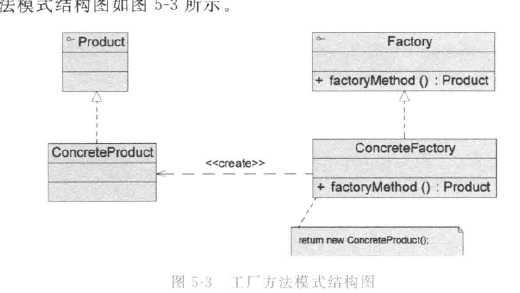 法模式结构图如图 5-3 所示。
Product
Factory
+ factoryMethod () : Product
ConcreteProduct
<<create>>
ConcreteFactory
+ factoryMethod () : Product
return new ConcreteProduct();
图 5-3 工厂方法模式结构图